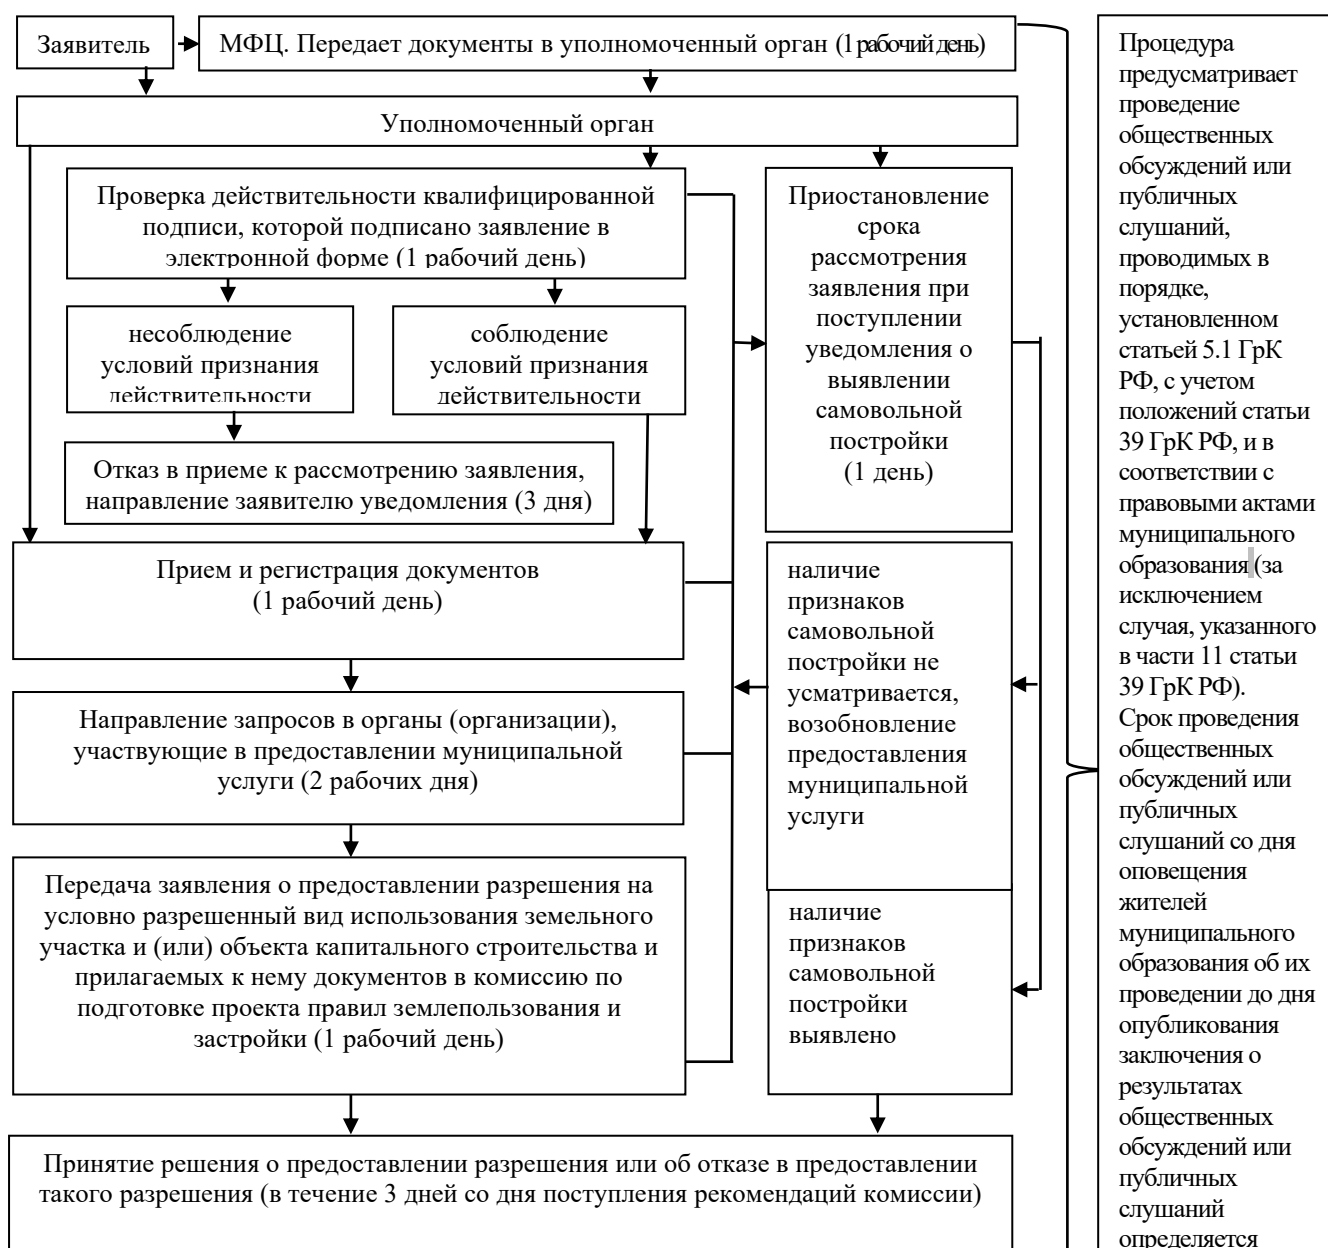 Заявитель
МФЦ. Передает документы в уполномоченный орган (1 рабочий день)
Уполномоченный орган
Проверка действительности квалифицированной
подписи, которой подписано заявление в
электронной форме (1 рабочий день)
несоблюдение
условий признания
действительности
соблюдение
условий признания
действительности
Отказ в приеме к рассмотрению заявления,
направление заявителю уведомления (3 дня)
Прием и регистрация документов
(1 рабочий день)
Направление запросов в органы (организации),
участвующие в предоставлении муниципальной
услуги (2 рабочих дня)
Передача заявления о предоставлении разрешения на
условно разрешенный вид использования земельного
участка и (или) объекта капитального строительства и
прилагаемых к нему документов в комиссию по
подготовке проекта правил землепользования и
застройки (1 рабочий день)
Приостановление
срока
рассмотрения
заявления при
поступлении
уведомления о
выявлении
самовольной
постройки
(1 день)
наличие
признаков
самовольной
постройки не
усматривается,
возобновление
предоставления
муниципальной
услуги
наличие
признаков
самовольной
постройки
выявлено
Принятие решения о предоставлении разрешения или об отказе в предоставлении
такого разрешения (в течение 3 дней со дня поступления рекомендаций комиссии)
Процедура
предусматривает
проведение
общественных
обсуждений или
публичных
слушаний,
проводимых в
порядке,
установленном
статьей 5.1 ГрК
РФ, с учетом
положений статьи
39 ГрК РФ, и в
соответствии с
правовыми актами
муниципального
образования (за
исключением
случая, указанного
в части 11 статьи
39 ГрК РФ).
Срок проведения
общественных
обсуждений или
публичных
слушаний со дня
оповещения
жителей
муниципального
образования об их
проведении до дня
опубликования
заключения о
результатах
общественных
обсуждений или
публичных
слушаний
определяется